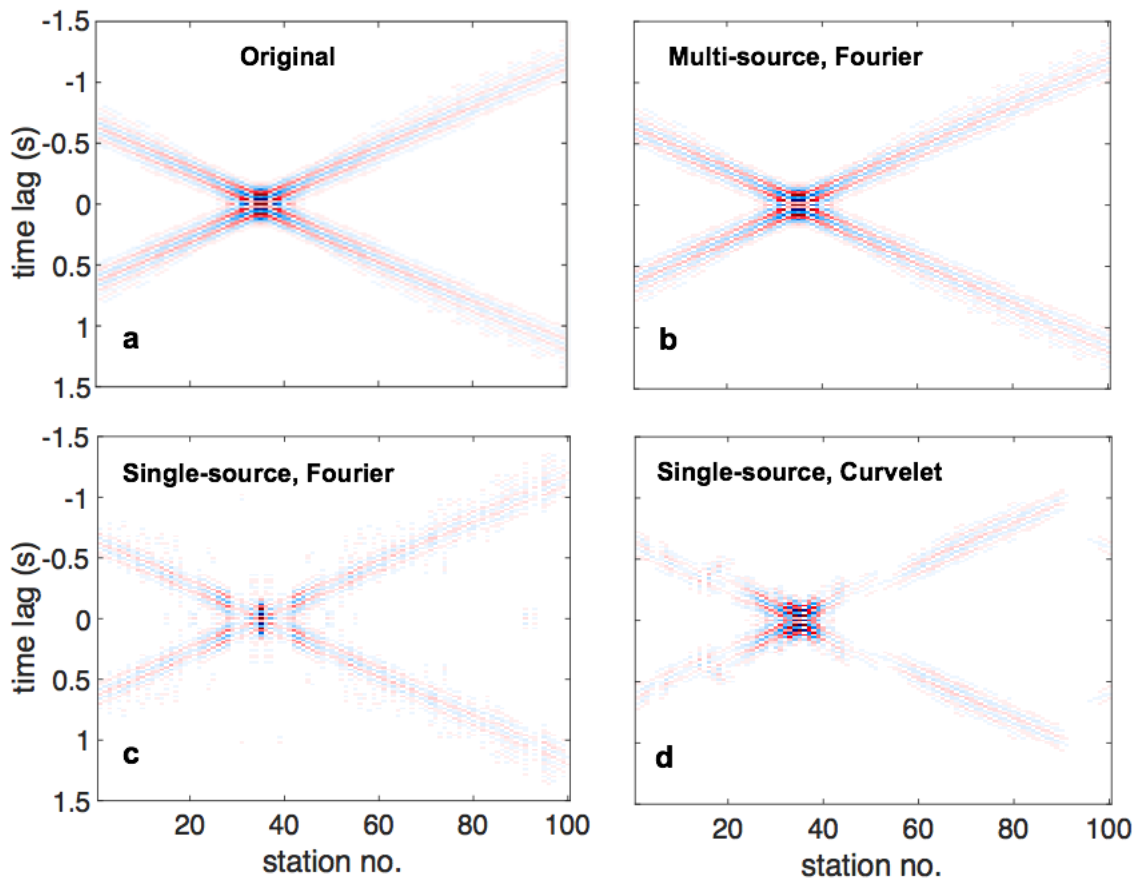 -1.5
-1
-0.5
0
0.5
1
1.5
time lag (s)
Original
a
Multi-source, Fourier
b
-1.5
-1
-0.5
0
0.5
1
1.5
time lag (s)
Single-source, Fourier
c
20 40 60 80 100
station no.
Single-source, Curvelet
d
20 40 60 80 100
station no.